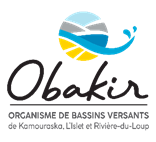 Obakir
ORGANISME DE BASSINS VERSANTS
de Kamouraska, L'Islet et Rivière-du-Loup